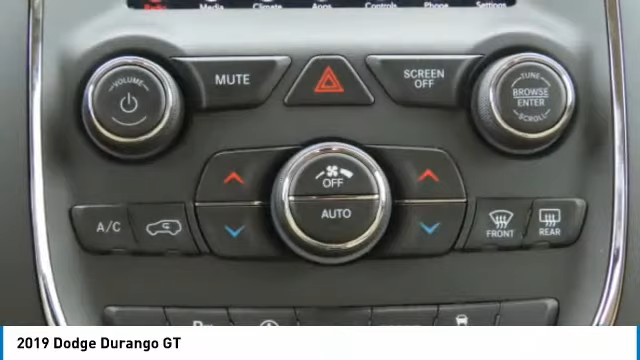 Radio Media Climate Apps Controls Phone Settings
VOLUME
MUTE
SCREEN
OFF
TUNE
BROWSE
ENTER
SCROLL
OFF
AUTO
A/C
FRONT
REAR
2019 Dodge Durango GT